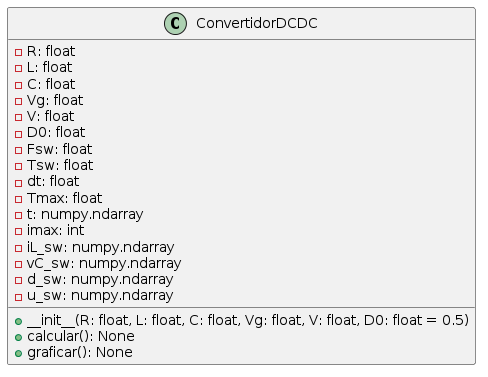 C ConvertidorDCDC
R: float
L: float
C: float
Vg: float
V: float
D0: float
Fsw: float
Tsw: float
dt: float
Tmax: float
t: numpy.ndarray
imax: int
iL_sw: numpy.ndarray
vC_sw: numpy.ndarray
d_sw: numpy.ndarray
u_sw: numpy.ndarray
__init__(R: float, L: float, C: float, Vg: float, V: float, D0: float = 0.5)
calcular(): None
graficar(): None